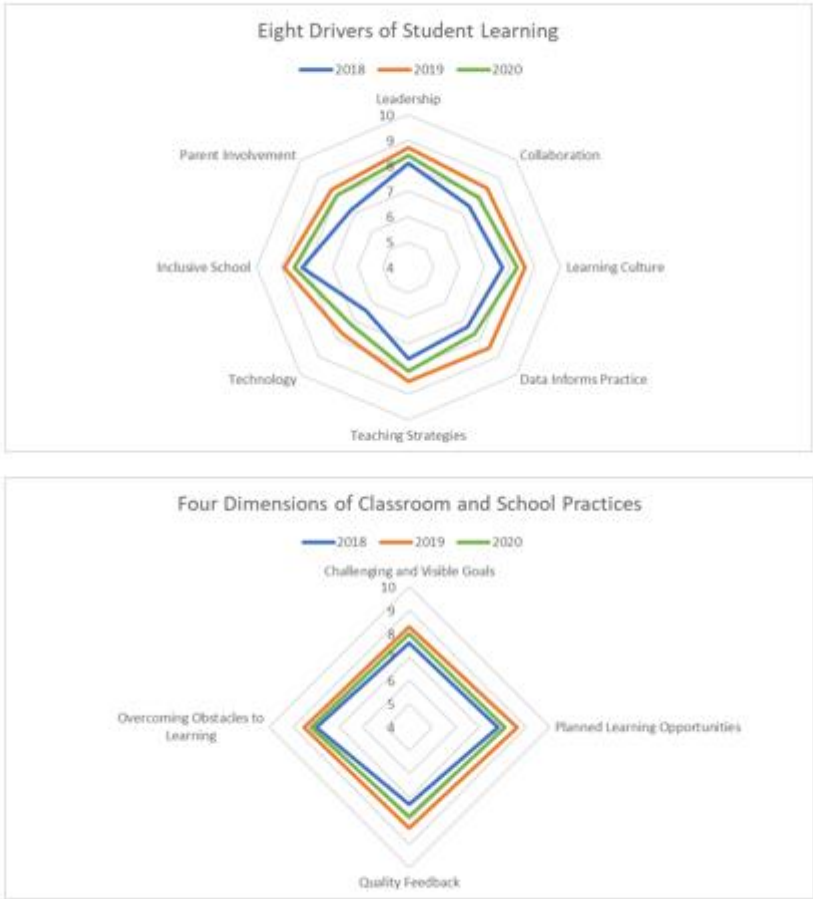 Eight Drivers of Student Learning
2018 2019 2020
Leadership
10
9
8
7
6
5
4
Parent Involvement
Collaboration
Inclusive School
Learning Culture
Technology
Data Informs Practice
Teaching Strategies
Four Dimensions of Classroom and School Practices
2018 2019 2020
Challenging and Visible Goals
10
9
8
7
6
5
4
Overcoming Obstacles to
Learning
Planned Learning Opportunities
Quality Feedback